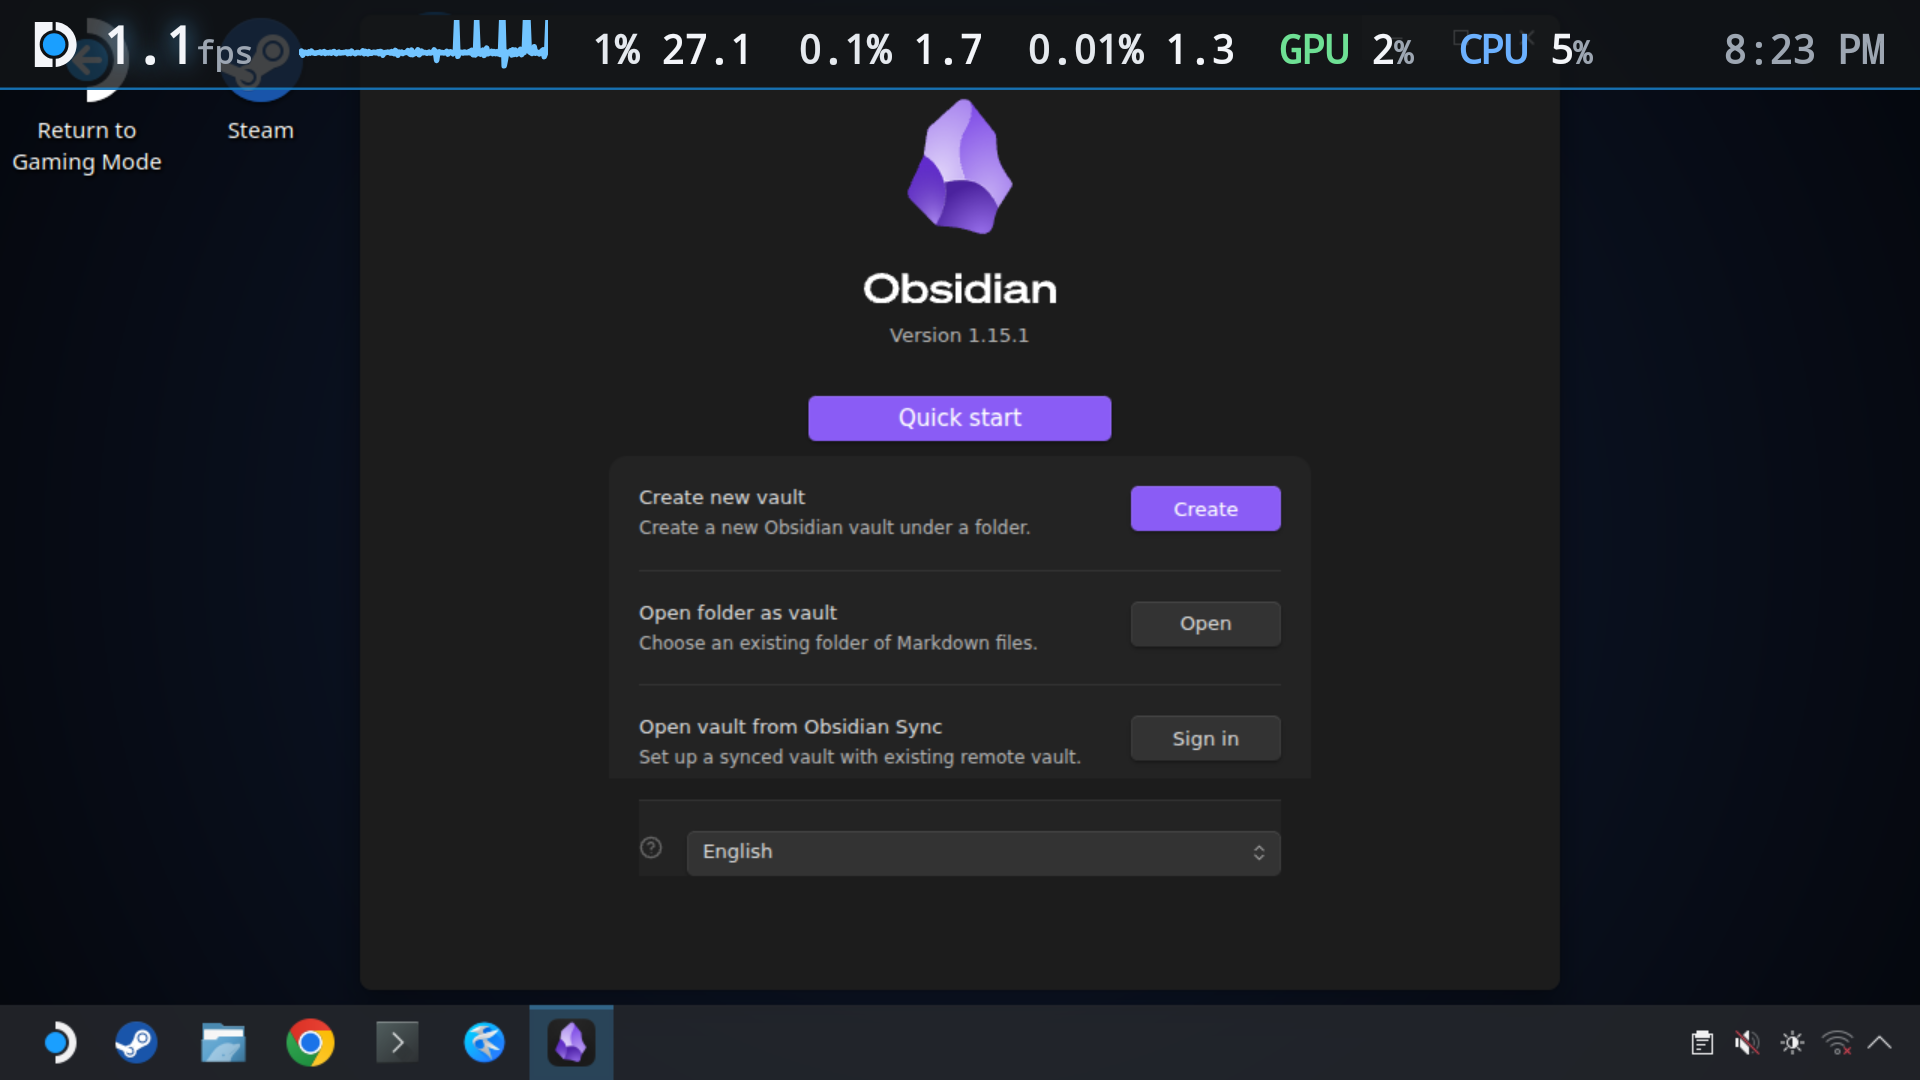 1.1fps 1% 27.1 0.1% 1.7 0.01% 1.3 GPU 2% CPU 5% 8:23 PM
Return to
Gaming Mode
Steam
Obsidian
Version 1.15.1
Quick start
Create new vault
Create a new Obsidian vault under a folder.
Create
Open folder as vault
Choose an existing folder of Markdown files.
Open
Open vault from Obsidian Sync
Set up a synced vault with existing remote vault.
Sign in
English